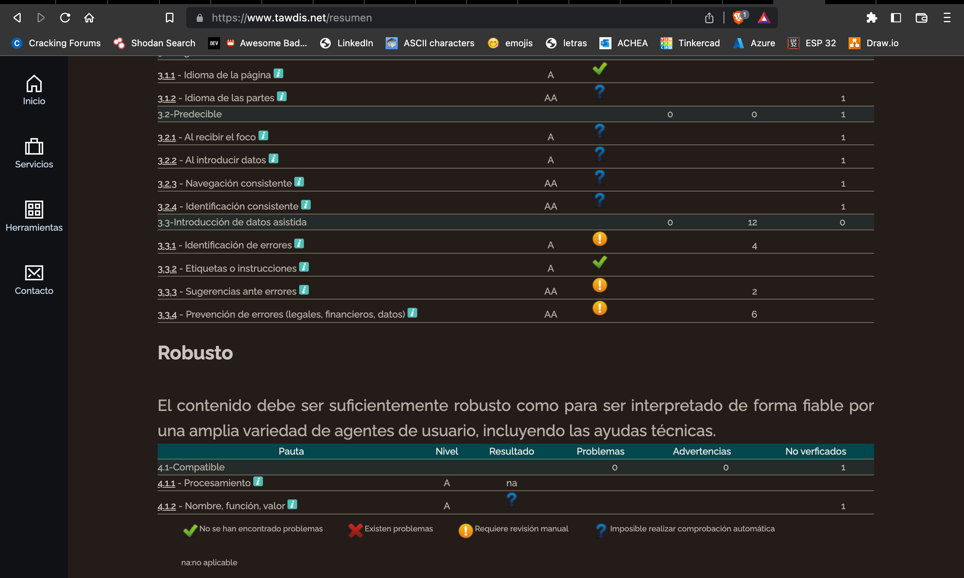 https://www.tawdis.net/resumen
1
Cracking Forums
Shodan Search
DEV
Awesome Bad...
LinkedIn
ASCII characters
emojis
letras
ACHEA
Tinkercad
Azure
ESP 32
Draw.io
Inicio
Servicios
Herramientas
Contacto
3.1.1 - Idioma de la página i A
3.1.2 - Idioma de las partes i AA ? 1
3.2-Predecible 0 0 1
3.2.1 - Al recibir el foco i A ? 1
3.2.2 - Al introducir datos i A ? 1
3.2.3 - Navegación consistente i AA ? 1
3.2.4 - Identificación consistente i AA ? 1
3.3-Introducción de datos asistida 0 12 0
3.3.1 - Identificación de errores i A ! 4
3.3.2 - Etiquetas o instrucciones i A
3.3.3 - Sugerencias ante errores i AA ! 2
3.3.4 - Prevención de errores (legales, financieros, datos) i AA ! 6
Robusto
El contenido debe ser suficientemente robusto como para ser interpretado de forma fiable por
una amplia variedad de agentes de usuario, incluyendo las ayudas técnicas.
Pauta Nivel Resultado Problemas Advertencias No verficados
4.1-Compatible 0 0 1
4.1.1 - Procesamiento i A na
4.1.2 - Nombre, función, valor i A ? 1
No se han encontrado problemas Existen problemas ! Requiere revisión manual ? Imposible realizar comprobación automática
na:no aplicable